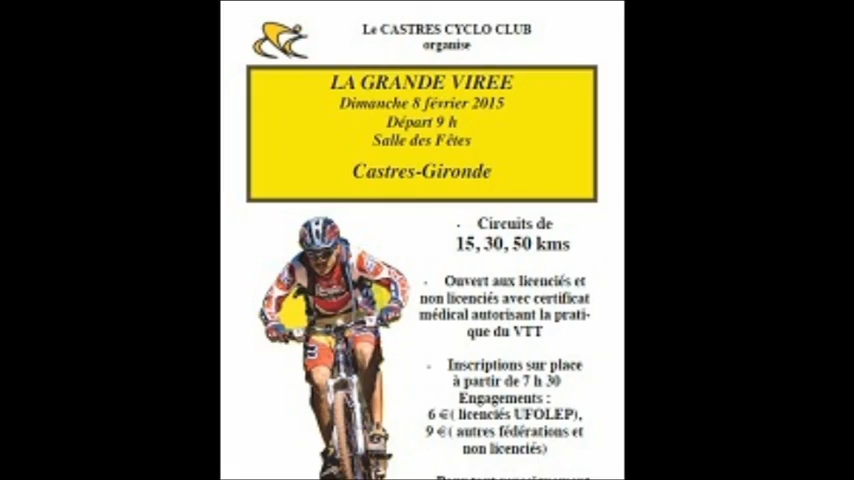 Le CASTRES CYCLO CLUB
organise
LA GRANDE VIREE
Dimanche 8 février 2015
Départ 9 h
Salle des Fêtes
Castres-Gironde
- Circuits de
15, 30, 50 kms
- Ouvert aux licenciés et
non licenciés avec certificat
médical autorisant la prati-
que du VTT
- Inscriptions sur place
à partir de 7 h 30
Engagements :
6 €( licenciés UFOLEP),
9 €( autres fédérations et
non licenciés)